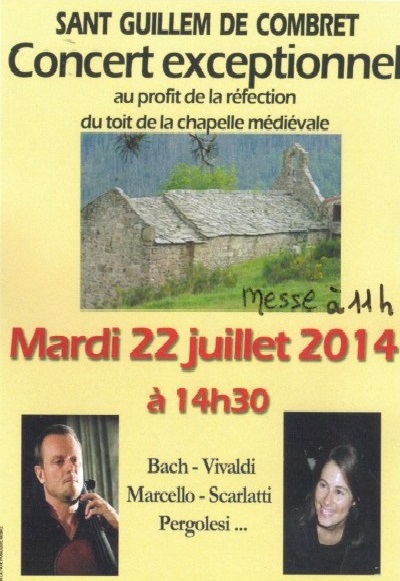 SANT GUILLEM DE COMBRET
Concert exceptionnel
au profit de la réfection
du toit de la chapelle médiévale
messe à 11h
Mardi 22 juillet 2014
à 14h30
Bach - Vivaldi
Marcello - Scarlatti
Pergolesi ...